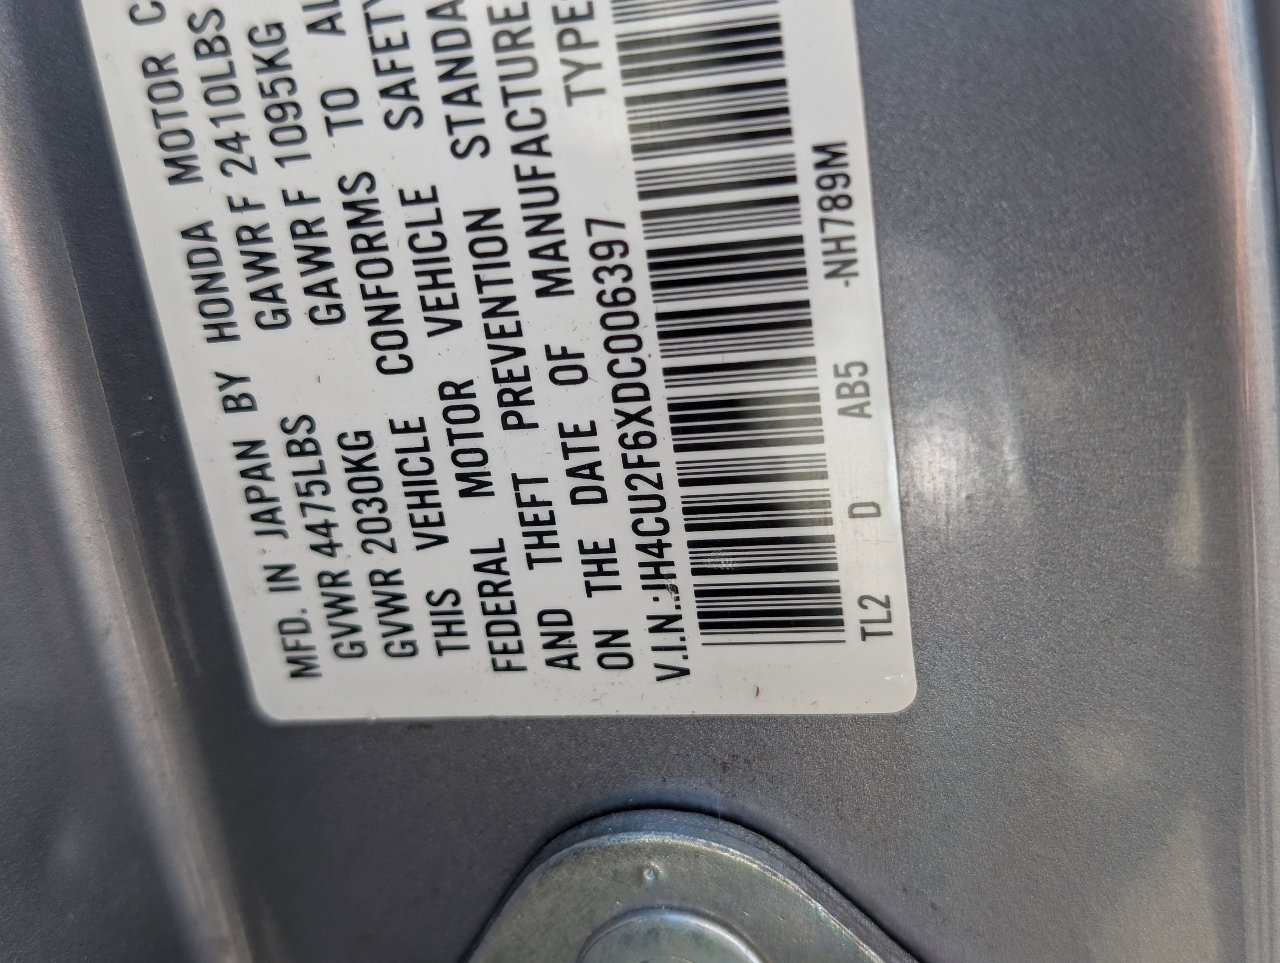 MFD. IN JAPAN BY HONDA MOTOR C
GVWR 4475LBS GAWR F 2410LBS
GVWR 2030KG GAWR F 1095KG
THIS VEHICLE CONFORMS TO AL
FEDERAL MOTOR VEHICLE SAFETY
AND THEFT PREVENTION STANDA
ON THE DATE OF MANUFACTURE
V.I.N.:JH4CU2F6XDC006397 TYPE:
TL2 D AB5 -NH789M